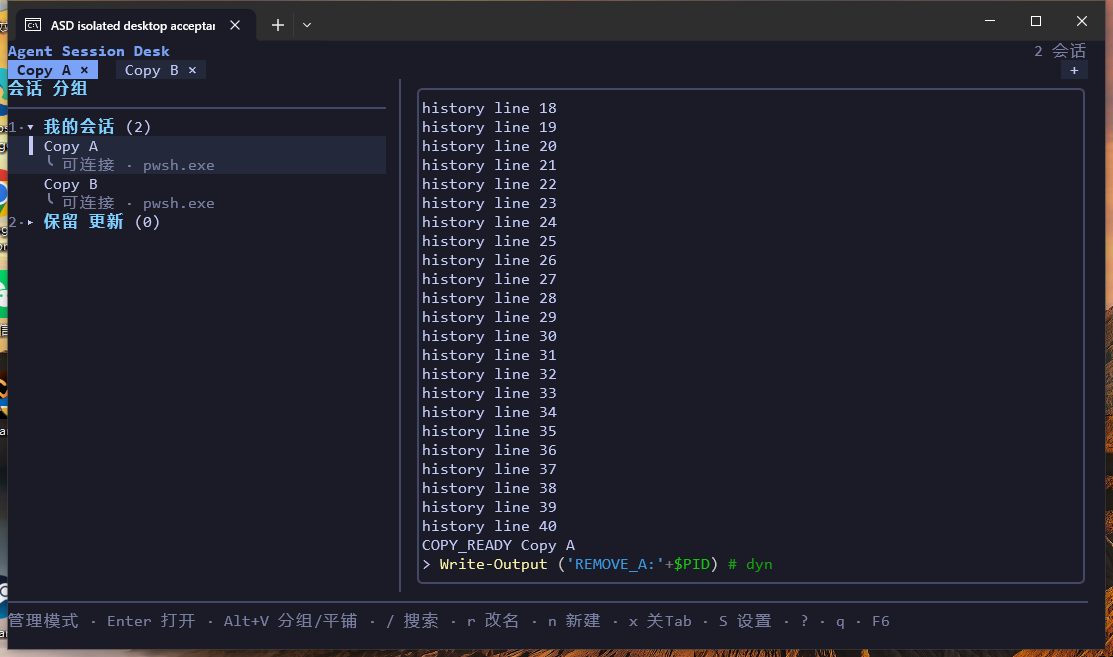 ASD isolated desktop acceptar
Agent Session Desk
2 会话
Copy A × Copy B ×
+
会话 分组
1·▾ 我的会话 (2)
Copy A
╰ 可连接 · pwsh.exe
Copy B
╰ 可连接 · pwsh.exe
2·▸ 保留 更新 (0)
history line 18
history line 19
history line 20
history line 21
history line 22
history line 23
history line 24
history line 25
history line 26
history line 27
history line 28
history line 29
history line 30
history line 31
history line 32
history line 33
history line 34
history line 35
history line 36
history line 37
history line 38
history line 39
history line 40
COPY_READY Copy A
> Write-Output ('REMOVE_A:'+$PID) # dyn
管理模式 · Enter 打开 · Alt+V 分组/平铺 · / 搜索 · r 改名 · n 新建 · x 关Tab · S 设置 · ? · q · F6